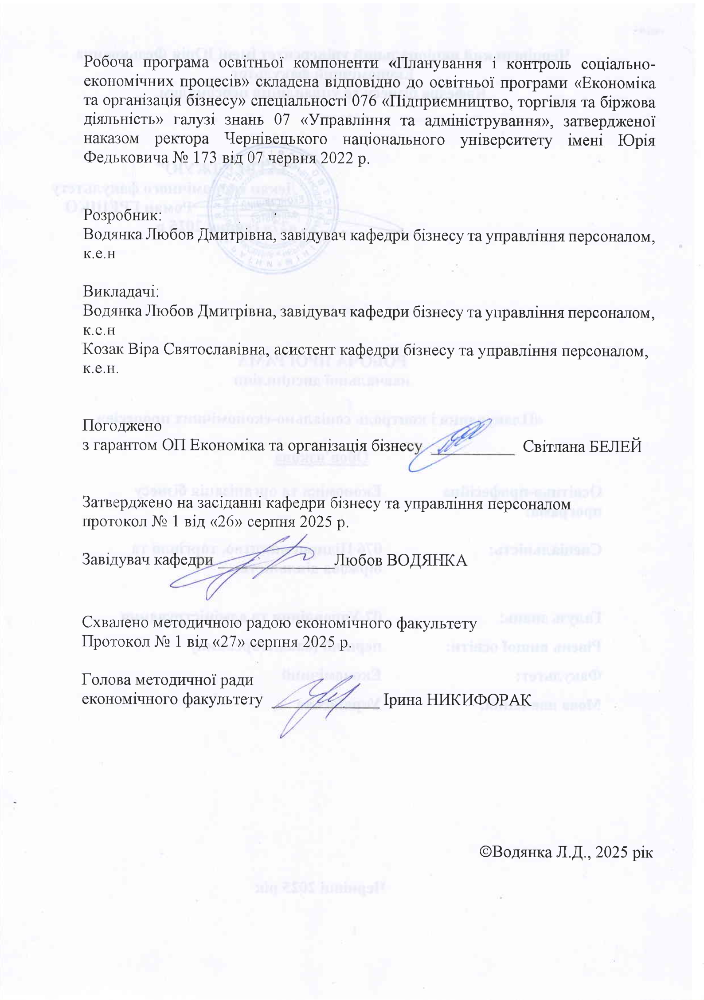 Робоча програма освітньої компоненти «Планування і контроль соціально-
економічних процесів» складена відповідно до освітньої програми «Економіка
та організація бізнесу» спеціальності 076 «Підприємництво, торгівля та біржова
діяльність» галузі знань 07 «Управління та адміністрування», затвердженої
наказом ректора Чернівецького національного університету імені Юрія
Федьковича № 173 від 07 червня 2022 р.
Розробник:
Водянка Любов Дмитрівна, завідувач кафедри бізнесу та управління персоналом,
к.е.н
Викладачі:
Водянка Любов Дмитрівна, завідувач кафедри бізнесу та управління персоналом,
к.е.н
Козак Віра Святославівна, асистент кафедри бізнесу та управління персоналом,
к.е.н.
Погоджено
з гарантом ОП Економіка та організація бізнесу __________ Світлана БЕЛЕЙ
Затверджено на засіданні кафедри бізнесу та управління персоналом
протокол № 1 від «26» серпня 2025 р.
Завідувач кафедри ______________Любов ВОДЯНКА
Схвалено методичною радою економічного факультету
Протокол № 1 від «27» серпня 2025 р.
Голова методичної ради
економічного факультету _____________ Ірина НИКИФОРАК
©Водянка Л.Д., 2025 рік